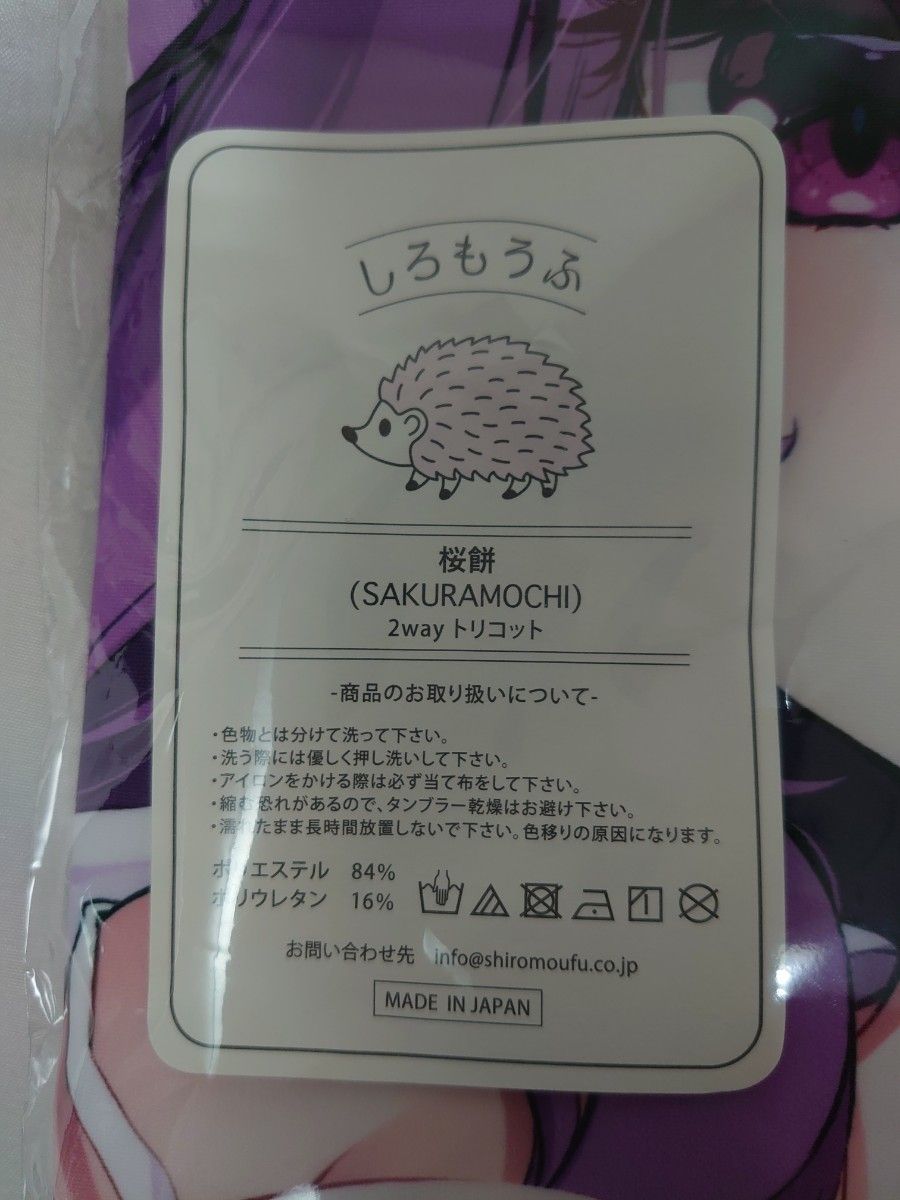 しろもうふ
桜餅
(SAKURAMOCHI)
2way トリコット
-商品のお取り扱いについて-
・色物とは分けて洗って下さい。
・洗う際には優しく押し洗いして下さい。
・アイロンをかける際は必ず当て布をして下さい。
・縮む恐れがあるので、タンブラー乾燥はお避け下さい。
・濡れたまま長時間放置しないで下さい。色移りの原因になります。
ポリエステル 84%
ポリウレタン 16%
お問い合わせ先 info@shiromoufu.co.jp
MADE IN JAPAN